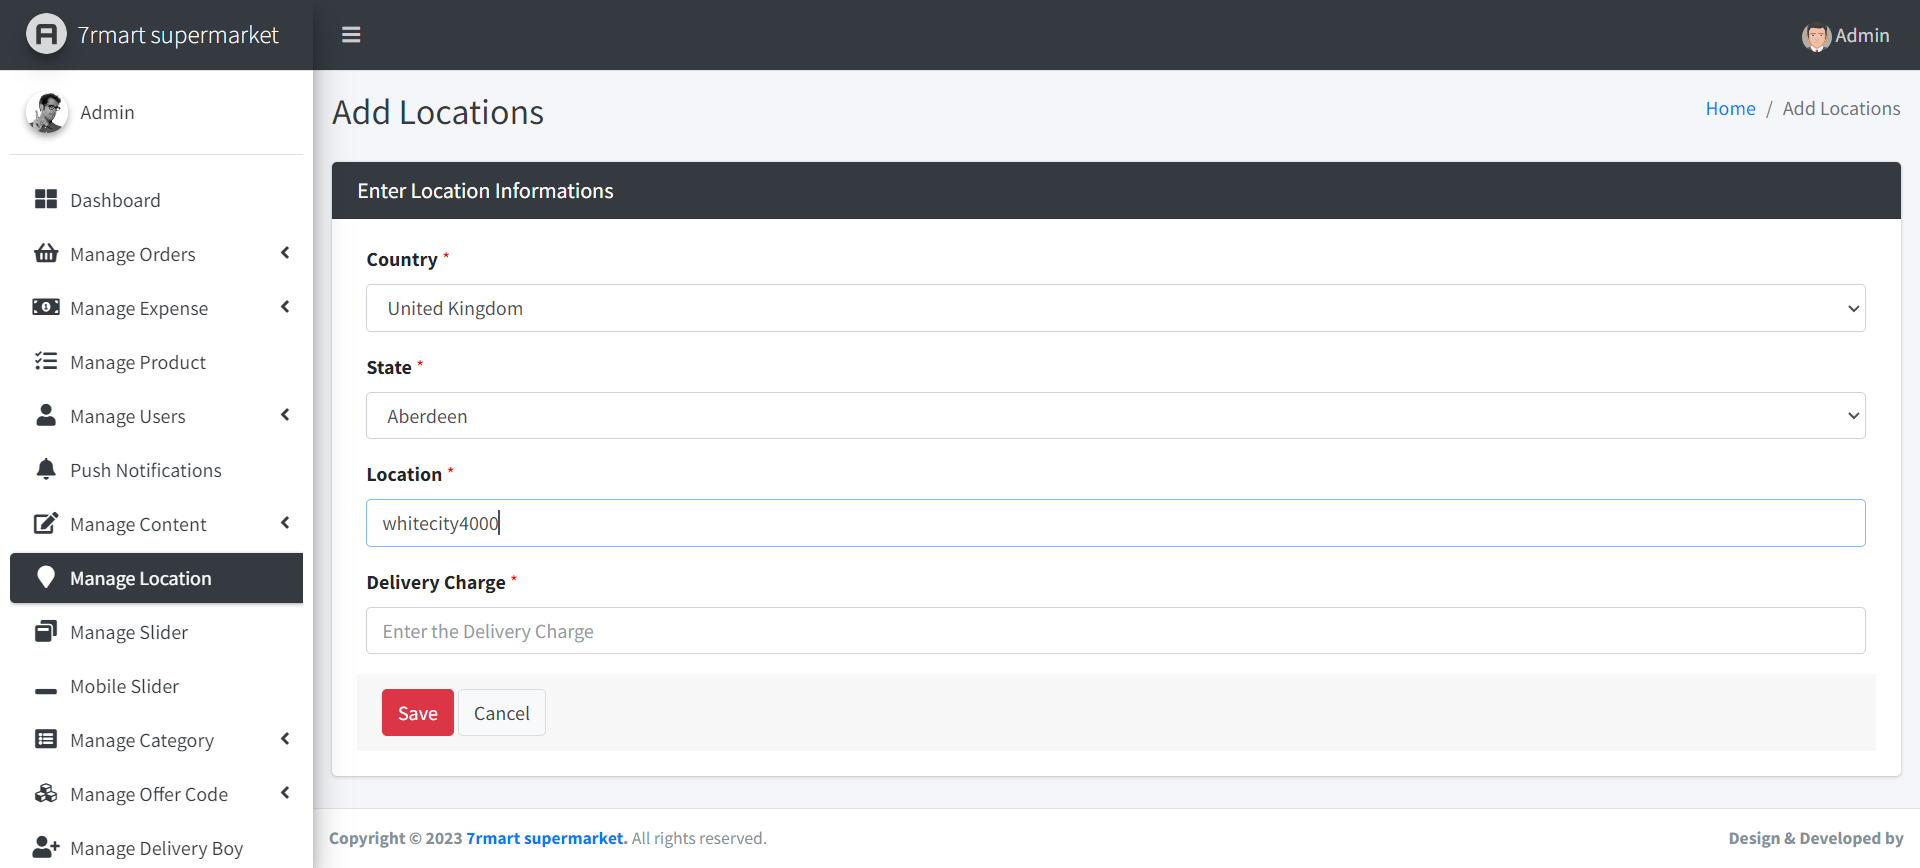 7rmart supermarket
Admin
Admin
Dashboard
Manage Orders
Manage Expense
Manage Product
Manage Users
Push Notifications
Manage Content
Manage Location
Manage Slider
Mobile Slider
Manage Category
Manage Offer Code
Manage Delivery Boy
Add Locations
Home / Add Locations
Enter Location Informations
Country *
United Kingdom
State *
Aberdeen
Location *
whitecity4000
Delivery Charge *
Enter the Delivery Charge
Save Cancel
Copyright © 2023 7rmart supermarket. All rights reserved.
Design & Developed by